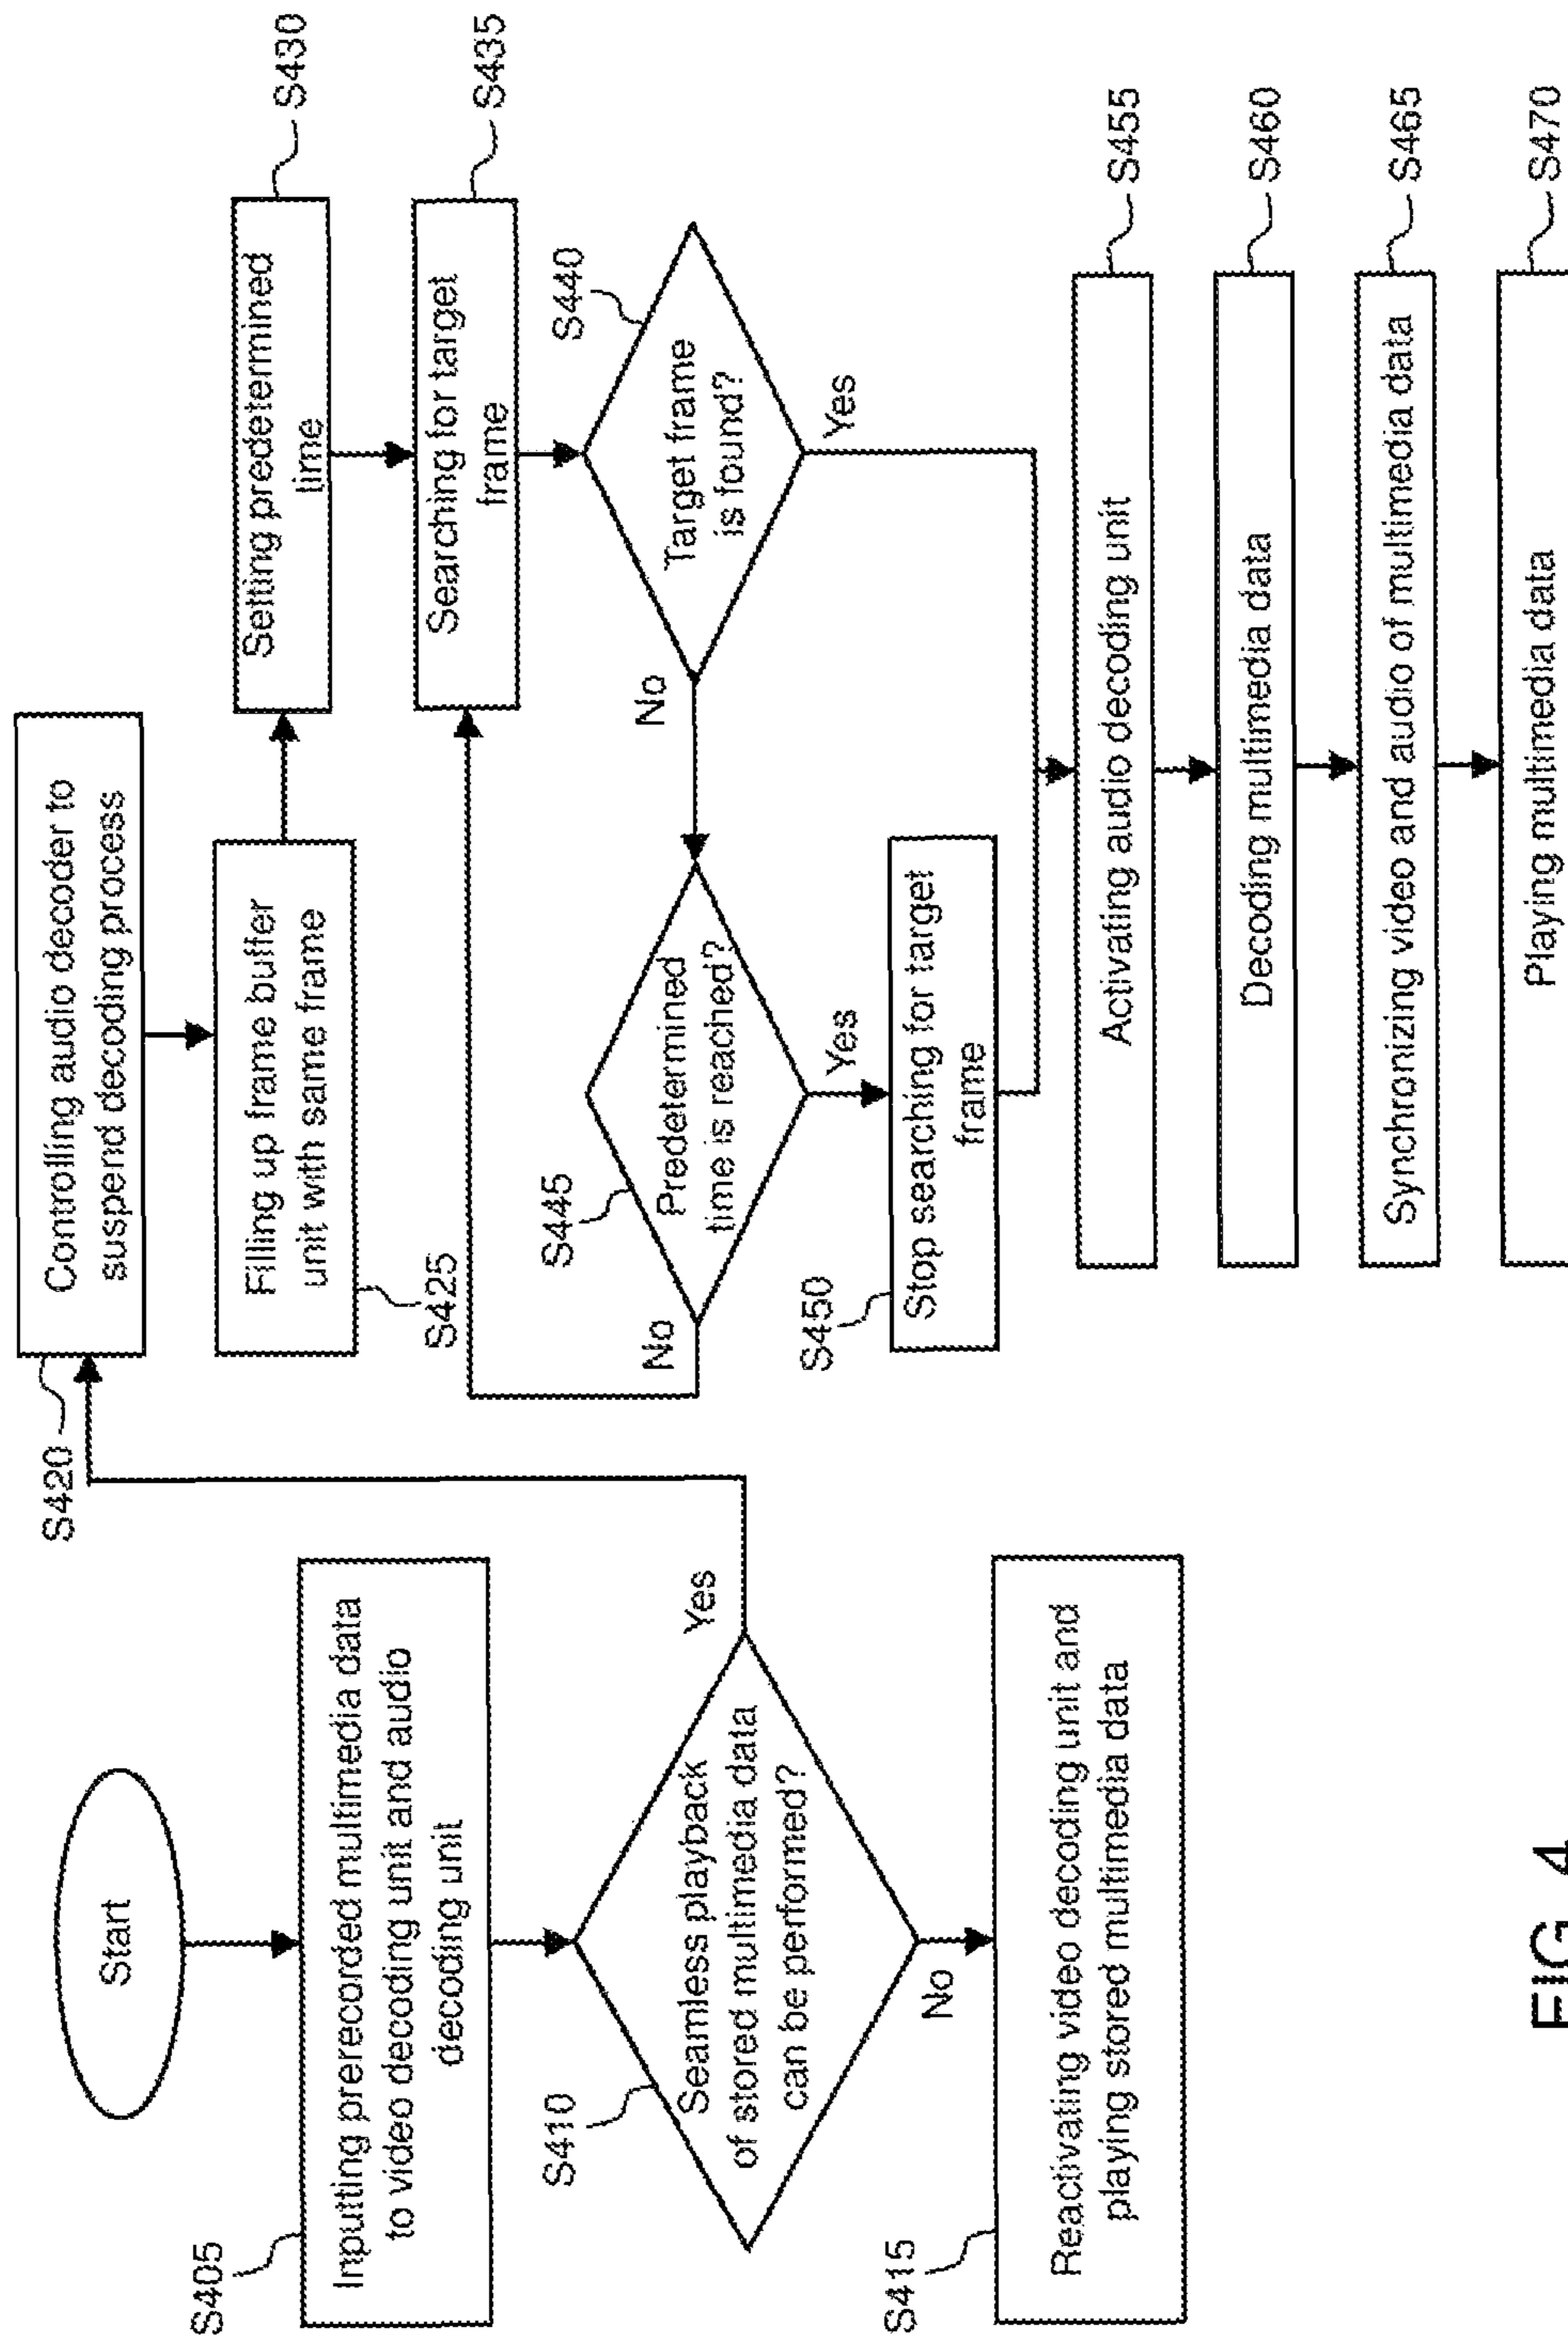 Start
S405
Inputting prerecorded multimedia data
to video decoding unit and audio
decoding unit
S410
Seamless playback
of stored multimedia data
can be performed?
Yes
No
S415
Reactivating video decoding unit and
playing stored multimedia data
S420
Controlling audio decoder to
suspend decoding process
Filling up frame buffer
unit with same frame
S425
Setting predetermined
time
S430
Searching for target
frame
S435
S440
Target frame
is found?
No
Yes
S445
Predetermined
time is reached?
No
Yes
S450
Stop searching for target
frame
Activating audio decoding unit
S455
Decoding multimedia data
S460
Synchronizing video and audio of multimedia data
S465
Playing multimedia data
S470
FIG. 4